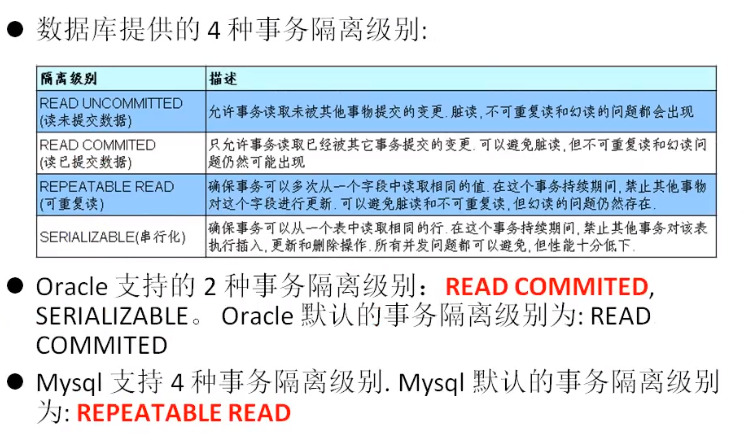 ● 数据库提供的 4 种事务隔离级别:
隔离级别 描述
READ UNCOMMITTED 允许事务读取未被其他事物提交的变更.脏读,不可重复读和幻读的问题都会出现
(读未提交数据)
READ COMMITED 只允许事务读取已经被其它事务提交的变更.可以避免脏读,但不可重复读和幻读问
(读已提交数据) 题仍然可能出现
REPEATABLE READ 确保事务可以多次从一个字段中读取相同的值.在这个事务持续期间,禁止其他事物
(可重复读) 对这个字段进行更新.可以避免脏读和不可重复读,但幻读的问题仍然存在.
SERIALIZABLE(串行化) 确保事务可以从一个表中读取相同的行.在这个事务持续期间,禁止其他事务对该表
执行插入,更新和删除操作.所有并发问题都可以避免,但性能十分低下.
● Oracle 支持的 2 种事务隔离级别：READ COMMITED,
SERIALIZABLE。 Oracle 默认的事务隔离级别为: READ
COMMITED
● Mysql 支持 4 种事务隔离级别. Mysql 默认的事务隔离级别
为: REPEATABLE READ